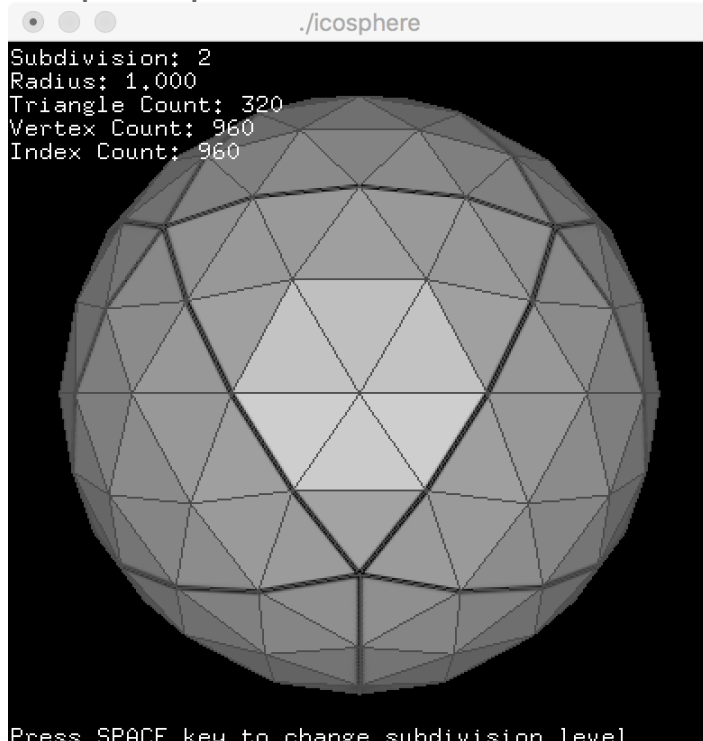 ./icosphere
Subdivision: 2
Radius: 1.000
Triangle Count: 320
Vertex Count: 960
Index Count: 960
Press SPACE key to change subdivision level